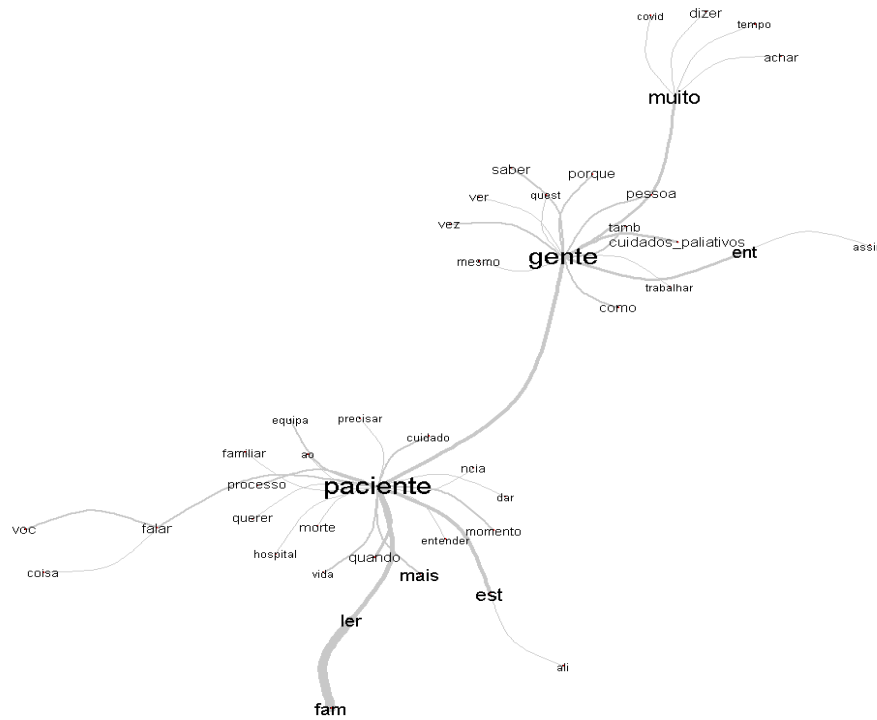 covid
dizer
tempo
achar
muito
saber
porque
ver
quest
pessoa
vez
tamb
cuidados_paliativos
gente
ent
assi
mesmo
trabalhar
como
equipa
precisar
cuidado
familiar
ao
ncia
processo
paciente
dar
querer
morte
momento
voc
falar
entender
hospital
quando
coisa
vida
mais
est
ler
ali
fam